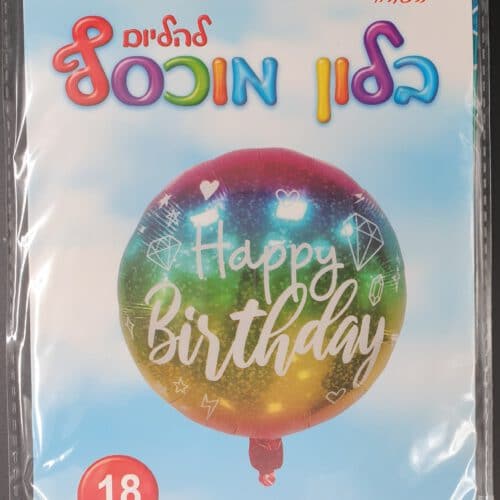 להליום
בלון מוכסף
Happy
Birthday
18